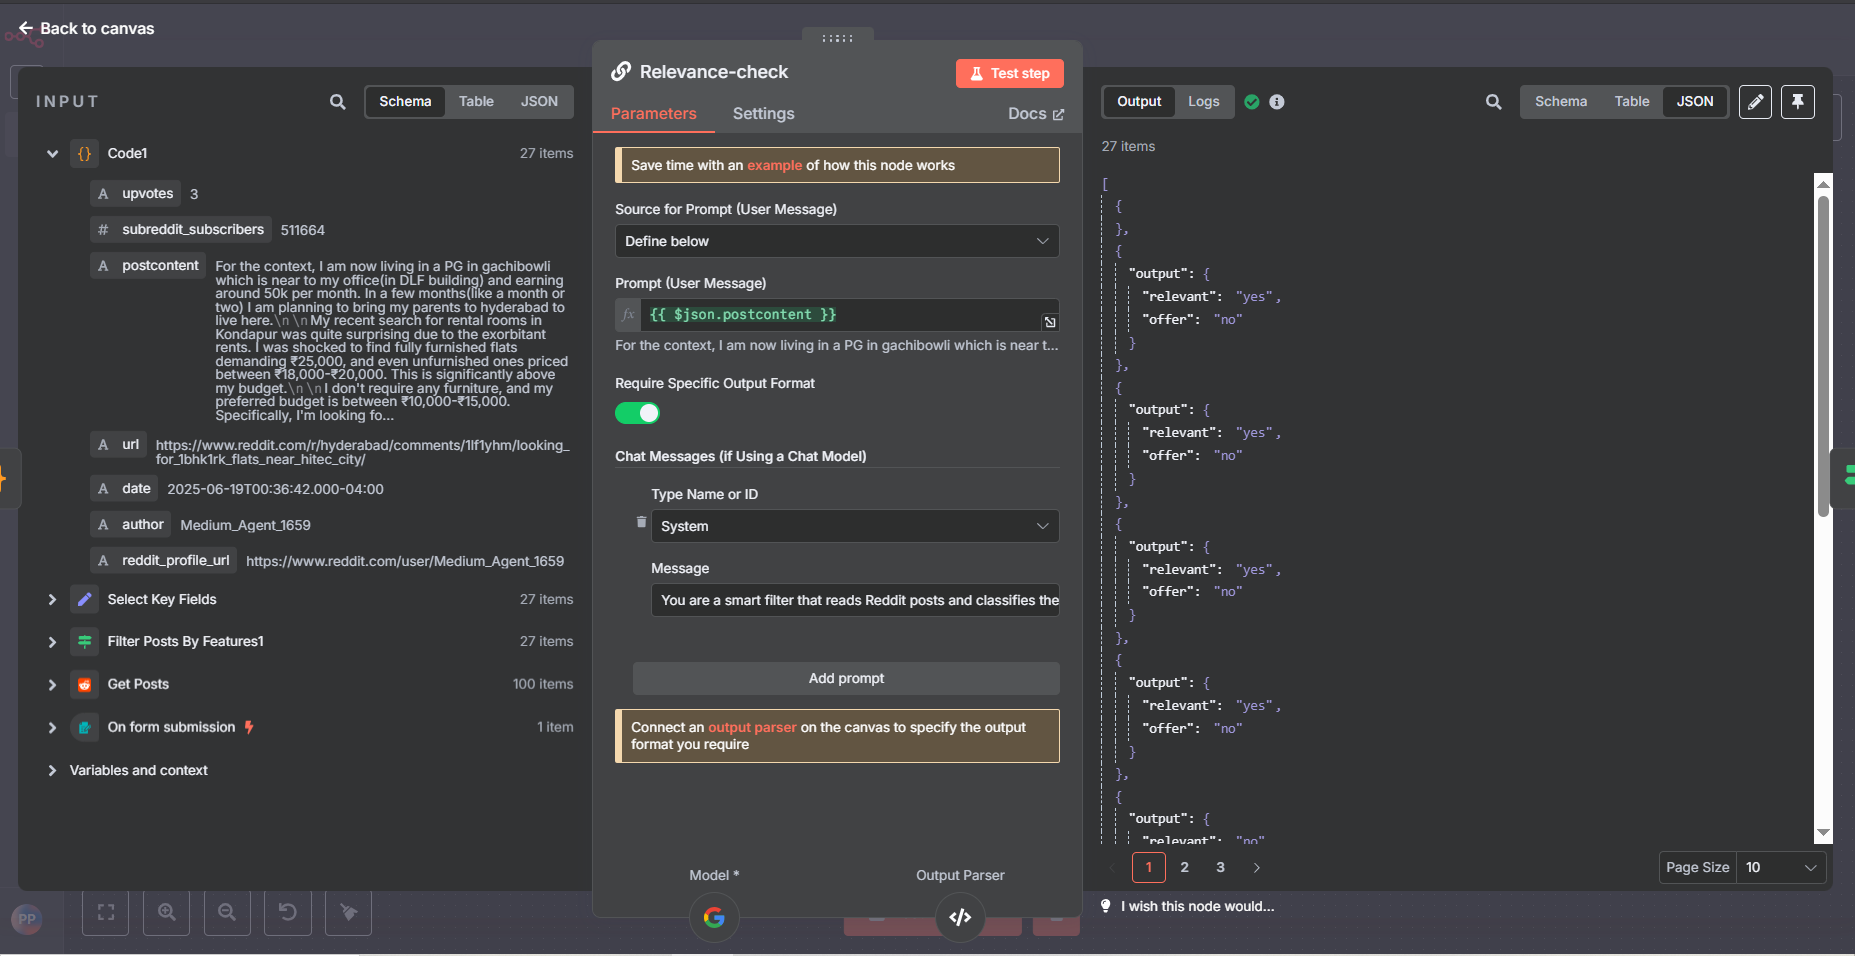 Back to canvas
INPUT
Schema
Table
JSON
{} Code1
27 items
A upvotes 3
# subreddit_subscribers 511664
A postcontent For the context, I am now living in a PG in gachibowli
which is near to my office(in DLF building) and earning
around 50k per month. In a few months(like a month or
two) I am planning to bring my parents to hyderabad to
live here.\n\nMy recent search for rental rooms in
Kondapur was quite surprising due to the exorbitant
rents. I was shocked to find fully furnished flats
demanding ₹25,000, and even unfurnished ones priced
between ₹18,000-₹20,000. This is significantly above
my budget.\n\nI don't require any furniture, and my
preferred budget is between ₹10,000-₹15,000.
Specifically, I'm looking fo...
A url https://www.reddit.com/r/hyderabad/comments/1lf1yhm/looking_
for_1bhk1rk_flats_near_hitec_city/
A date 2025-06-19T00:36:42.000-04:00
A author Medium_Agent_1659
A reddit_profile_url https://www.reddit.com/user/Medium_Agent_1659
Select Key Fields
27 items
Filter Posts By Features1
27 items
Get Posts
100 items
On form submission
1 item
Variables and context
PP
Relevance-check
Test step
Parameters
Settings
Docs
Save time with an example of how this node works
Source for Prompt (User Message)
Define below
Prompt (User Message)
fx {{ $json.postcontent }}
For the context, I am now living in a PG in gachibowli which is near t...
Require Specific Output Format
Chat Messages (if Using a Chat Model)
Type Name or ID
System
Message
You are a smart filter that reads Reddit posts and classifies the
Add prompt
Connect an output parser on the canvas to specify the output
format you require
Model *
Output Parser
G
</>
Output
Logs
Schema
Table
JSON
27 items
[
{
},
{
"output": {
"relevant": "yes",
"offer": "no"
}
},
{
"output": {
"relevant": "yes",
"offer": "no"
}
},
{
"output": {
"relevant": "yes",
"offer": "no"
}
},
{
"output": {
"relevant": "yes",
"offer": "no"
}
},
{
"output": {
"relevant": "no"
1
2
3
Page Size
10
I wish this node would...